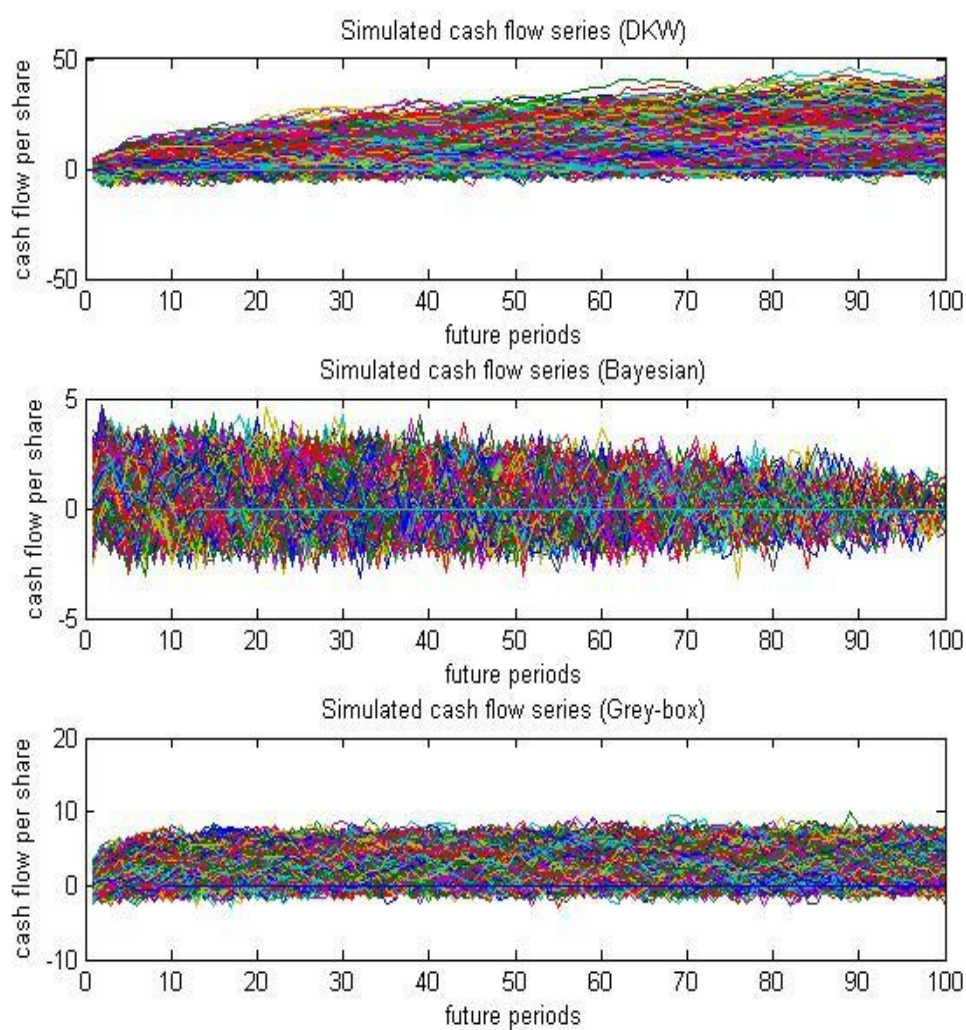 Simulated cash flow series (DKW)
cash flow per share
50
0
-50
0 10 20 30 40 50 60 70 80 90 100
future periods
Simulated cash flow series (Bayesian)
cash flow per share
5
0
-5
0 10 20 30 40 50 60 70 80 90 100
future periods
Simulated cash flow series (Grey-box)
cash flow per share
20
10
0
-10
0 10 20 30 40 50 60 70 80 90 100
future periods